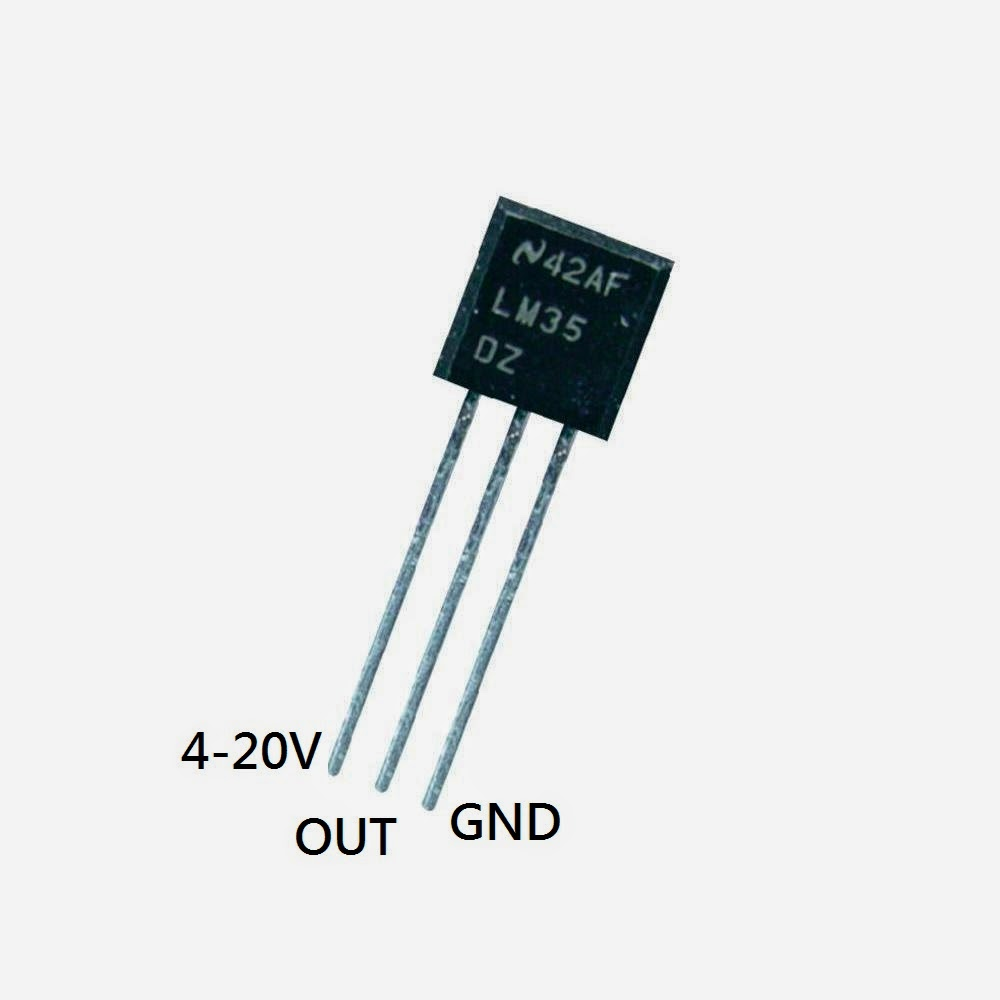 42AF
LM35
DZ
4-20V
OUT
GND